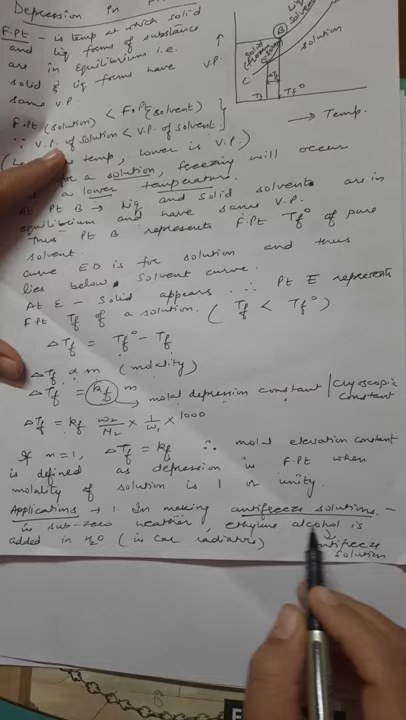 Depression in
F.Pt - is temp at which solid
and liq forms of substance
are in equilibrium i.e.
solid & liq forms have
same V.P.
V.P.
Solid
solution
B
C
Tf
Tf°
→ Temp.
F.Pt (solution) < F.Pt (solvent)
∴ V.P. of solution < V.P. of solvent
temp, lower is V.P.)
for a solution, freezing will occur
a lower temperature.
At Pt B → liq and solid solvents are in
equilibrium and have same V.P.
Thus Pt B represents F.Pt Tf° of pure
solvent.
curve ED is for solution and thus
lies below solvent curve.
At E - Solid appears. ∴ Pt E represents
F.Pt Tf of a solution. (Tf < Tf°)
ΔTf = Tf° - Tf
ΔTf ∝ m (molality)
ΔTf = Kf m → molal depression constant / cryoscopic constant
ΔTf = Kf w2/M2 × 1/w1 × 1000
If m = 1, ΔTf = Kf ∴ molal elevation constant
is defined as depression in F.Pt when
molality of solution is 1 or unity.
Applications → 1. In making antifreeze solutions. -
in sub-zero weather, ethylene alcohol is
added in H2O (in car radiators)
antifreeze
solution